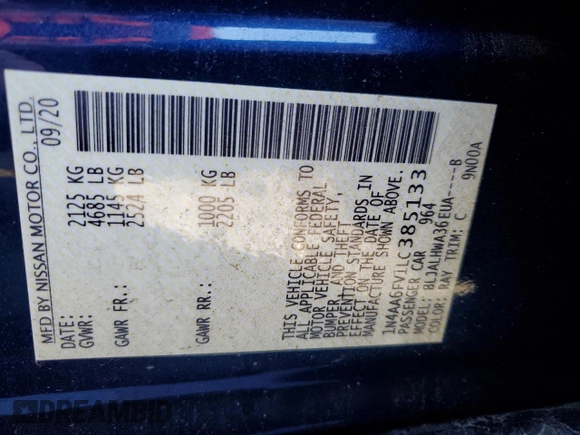 MFD BY NISSAN MOTOR CO., LTD.
DATE: 09/20
GVWR: 2125 KG
4685 LB
GAWR FR.: 1145 KG
2524 LB
GAWR RR.: 1000 KG
2205 LB
THIS VEHICLE CONFORMS TO
ALL APPLICABLE FEDERAL
MOTOR VEHICLE SAFETY,
BUMPER, AND THEFT
PREVENTION STANDARDS IN
EFFECT ON THE DATE OF
MANUFACTURE SHOWN ABOVE.
1N4AA6FV1LC385133
PASSENGER CAR 964
MODEL: BLJALHWA36EUA----B
COLOR: RAY TRIM: C 9N00A
DREAMBID